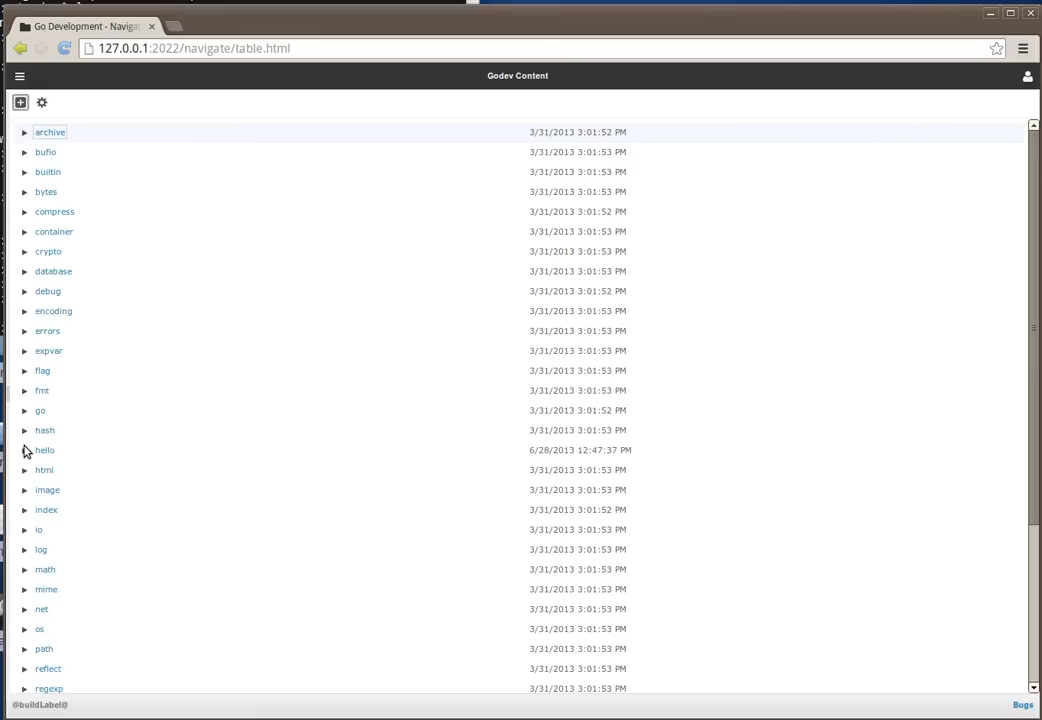 Go Development - Naviga
127.0.0.1:2022/navigate/table.html
Godev Content
archive 3/31/2013 3:01:52 PM
bufio 3/31/2013 3:01:53 PM
builtin 3/31/2013 3:01:53 PM
bytes 3/31/2013 3:01:53 PM
compress 3/31/2013 3:01:52 PM
container 3/31/2013 3:01:53 PM
crypto 3/31/2013 3:01:53 PM
database 3/31/2013 3:01:53 PM
debug 3/31/2013 3:01:52 PM
encoding 3/31/2013 3:01:53 PM
errors 3/31/2013 3:01:53 PM
expvar 3/31/2013 3:01:53 PM
flag 3/31/2013 3:01:53 PM
fmt 3/31/2013 3:01:53 PM
go 3/31/2013 3:01:52 PM
hash 3/31/2013 3:01:53 PM
hello 6/28/2013 12:47:37 PM
html 3/31/2013 3:01:53 PM
image 3/31/2013 3:01:53 PM
index 3/31/2013 3:01:52 PM
io 3/31/2013 3:01:53 PM
log 3/31/2013 3:01:53 PM
math 3/31/2013 3:01:53 PM
mime 3/31/2013 3:01:53 PM
net 3/31/2013 3:01:53 PM
os 3/31/2013 3:01:53 PM
path 3/31/2013 3:01:53 PM
reflect 3/31/2013 3:01:53 PM
regexp 3/31/2013 3:01:53 PM
@buildLabel@ Bugs